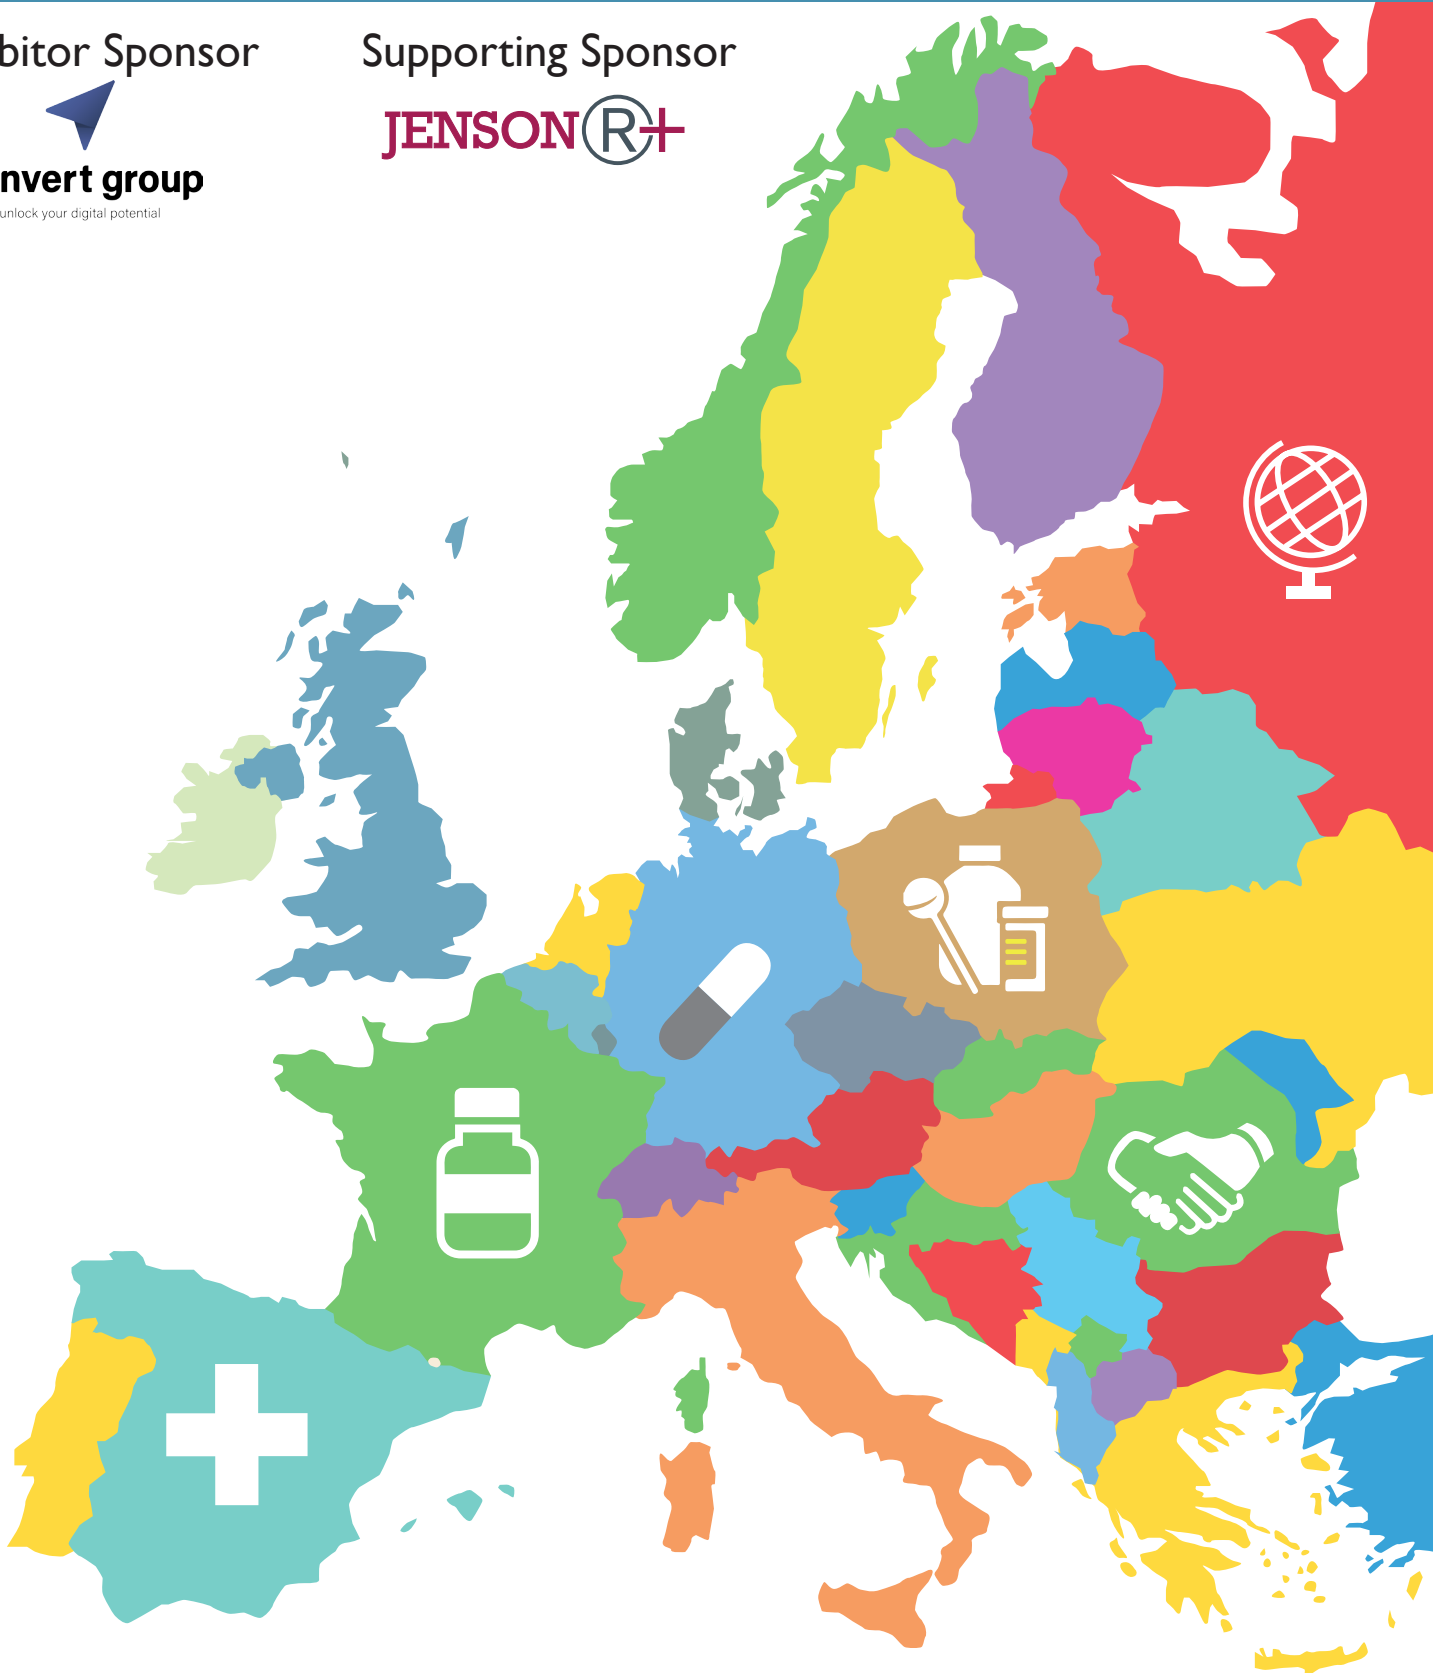 bitor Sponsor
Supporting Sponsor
JENSON R+
nvert group
unlock your digital potential